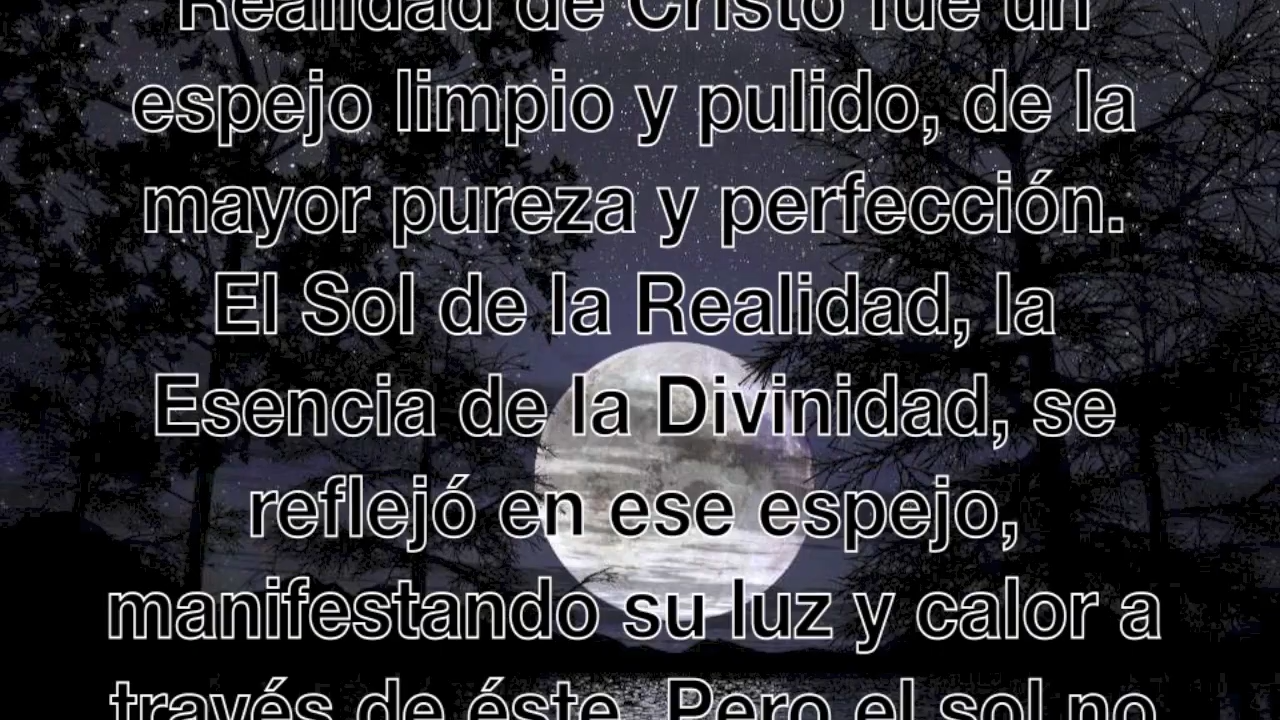 Realidad de Cristo fue un
espejo limpio y pulido, de la
mayor pureza y perfección.
El Sol de la Realidad, la
Esencia de la Divinidad, se
reflejó en ese espejo,
manifestando su luz y calor a
través de éste. Pero el sol no